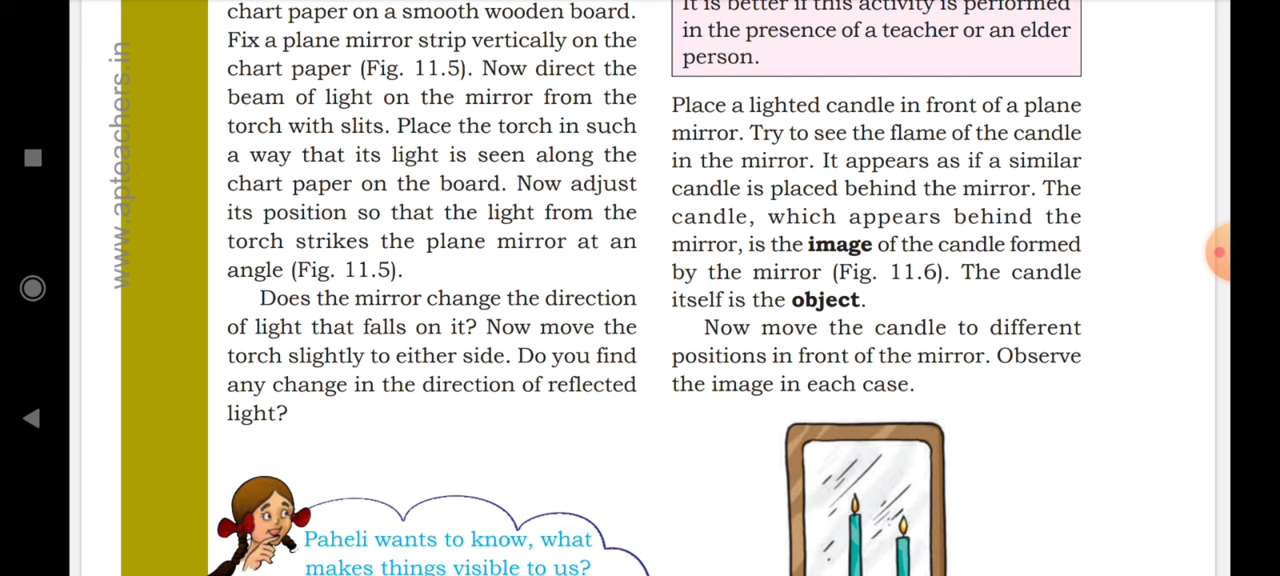 www.apteachers.in
chart paper on a smooth wooden board.
Fix a plane mirror strip vertically on the
chart paper (Fig. 11.5). Now direct the
beam of light on the mirror from the
torch with slits. Place the torch in such
a way that its light is seen along the
chart paper on the board. Now adjust
its position so that the light from the
torch strikes the plane mirror at an
angle (Fig. 11.5).
Does the mirror change the direction
of light that falls on it? Now move the
torch slightly to either side. Do you find
any change in the direction of reflected
light?
Paheli wants to know, what
makes things visible to us?
It is better if this activity is performed
in the presence of a teacher or an elder
person.
Place a lighted candle in front of a plane
mirror. Try to see the flame of the candle
in the mirror. It appears as if a similar
candle is placed behind the mirror. The
candle, which appears behind the
mirror, is the image of the candle formed
by the mirror (Fig. 11.6). The candle
itself is the object.
Now move the candle to different
positions in front of the mirror. Observe
the image in each case.